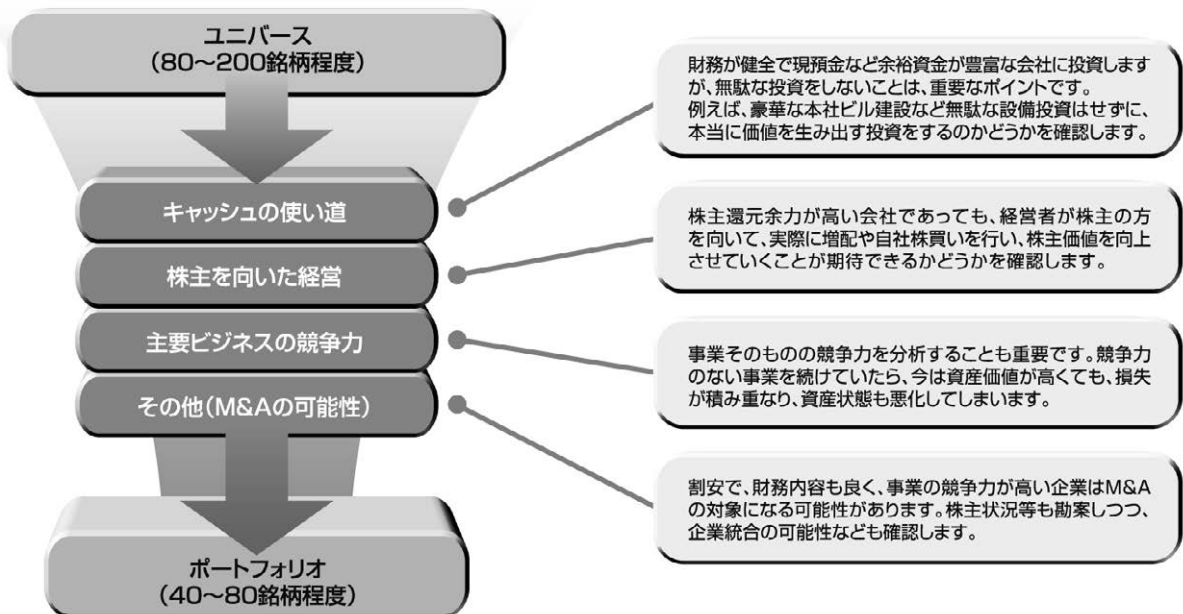 ユニバース
(80～200銘柄程度)
キャッシュの使い道
株主を向いた経営
主要ビジネスの競争力
その他(M&Aの可能性)
ポートフォリオ
(40～80銘柄程度)
財務が健全で現預金など余裕資金が豊富な会社に投資します
が、無駄な投資をしないことは、重要なポイントです。
例えば、豪華な本社ビル建設など無駄な設備投資はせずに、
本当に価値を生み出す投資をするのかどうかを確認します。
株主還元余力が高い会社であっても、経営者が株主の方
を向いて、実際に増配や自社株買いを行い、株主価値を向上
させていくことが期待できるかどうかを確認します。
事業そのものの競争力を分析することも重要です。競争力
のない事業を続けていたら、今は資産価値が高くても、損失
が積み重なり、資産状態も悪化してしまいます。
割安で、財務内容も良く、事業の競争力が高い企業はM&A
の対象になる可能性があります。株主状況等も勘案しつつ、
企業統合の可能性なども確認します。